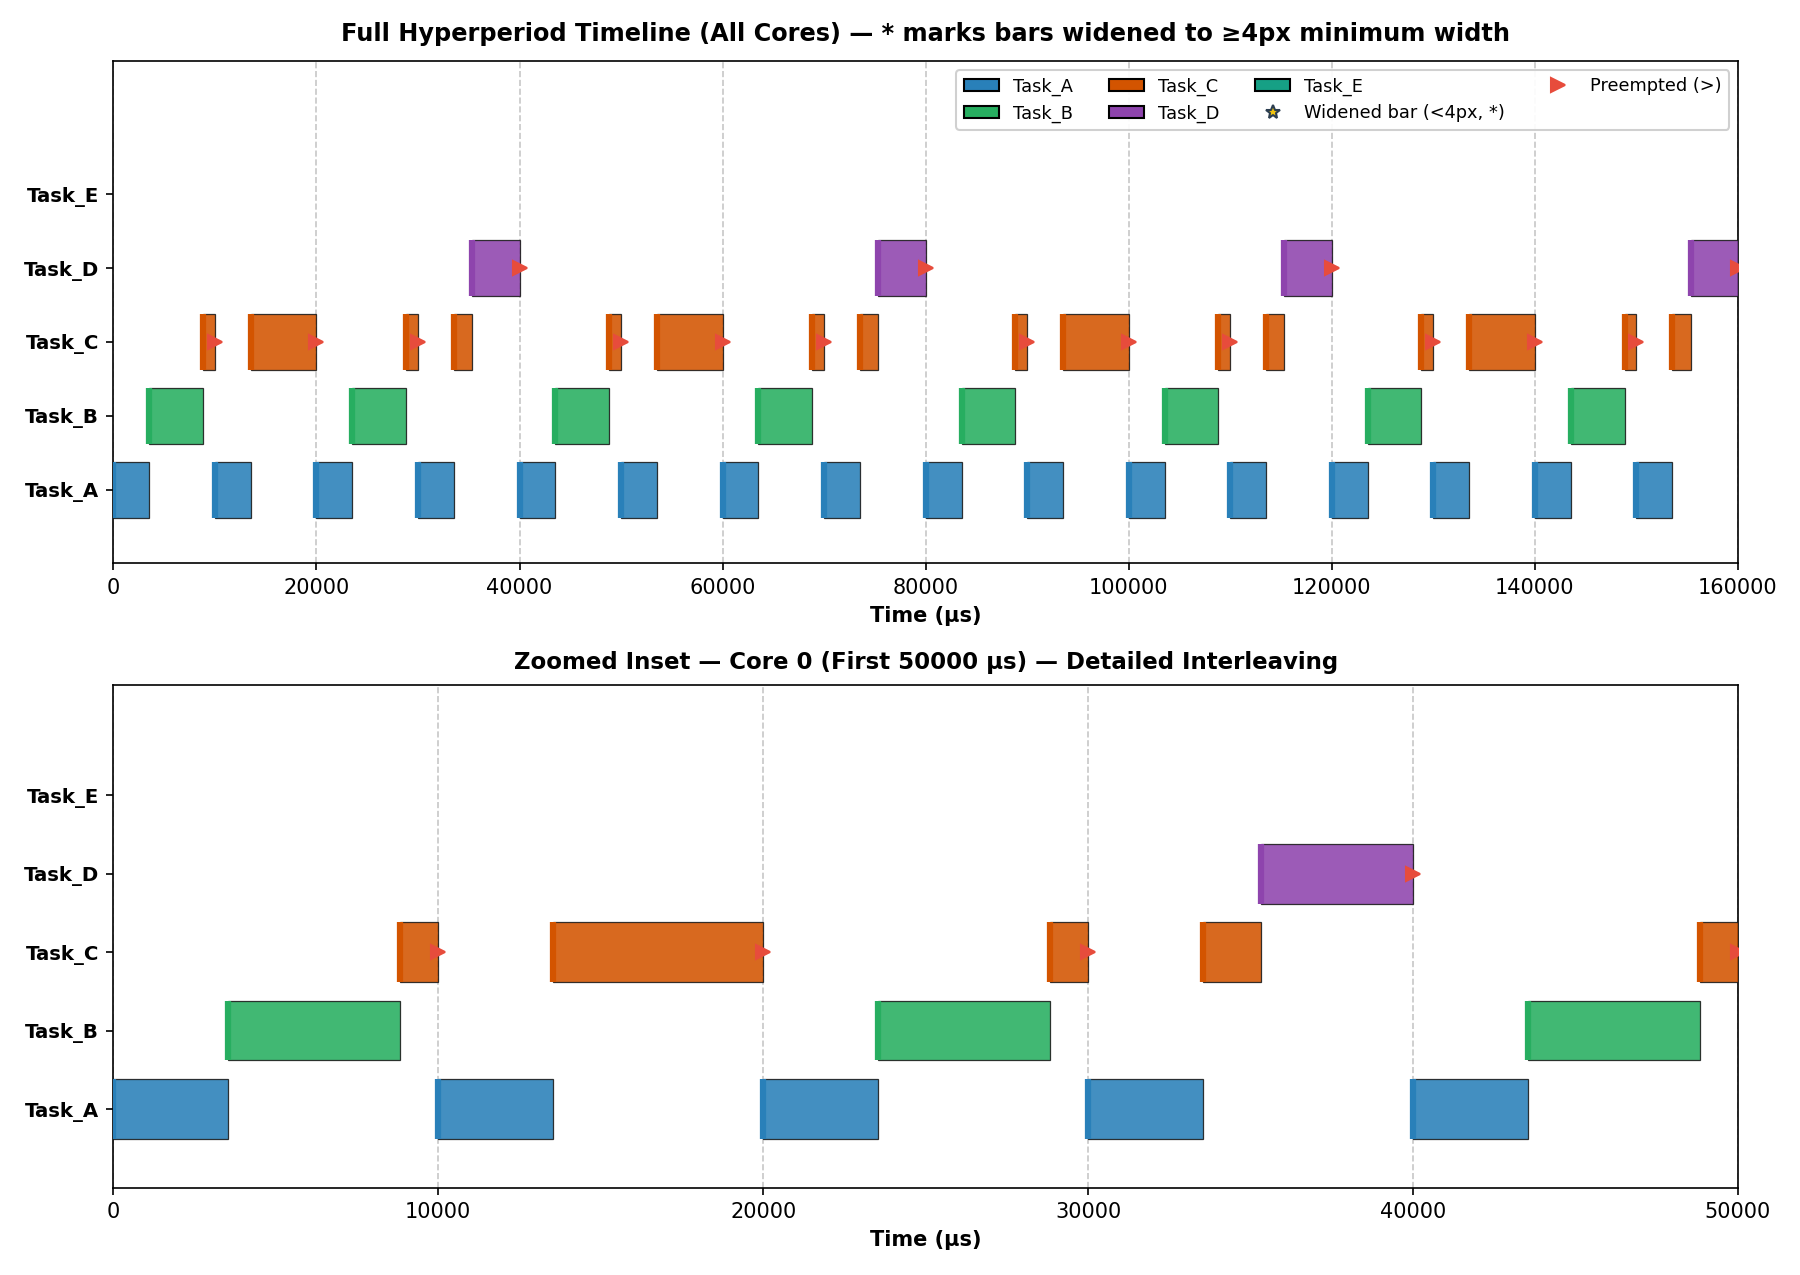 Full Hyperperiod Timeline (All Cores) — * marks bars widened to ≥4px minimum width
Task_A
Task_C
Task_E
Preempted (>)
Task_B
Task_D
Widened bar (<4px, *)
Task_E
Task_D
Task_C
Task_B
Task_A
0 20000 40000 60000 80000 100000 120000 140000 160000
Time (µs)
Zoomed Inset — Core 0 (First 50000 µs) — Detailed Interleaving
Task_E
Task_D
Task_C
Task_B
Task_A
0 10000 20000 30000 40000 50000
Time (µs)